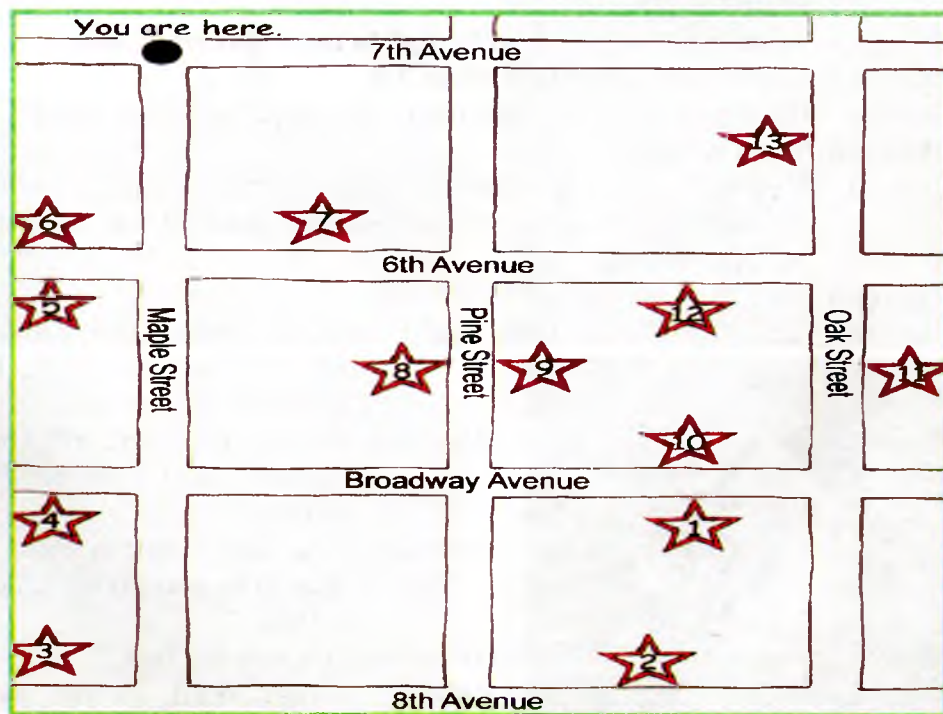 You are here.
7th Avenue
13
6
7
6th Avenue
5
12
Maple Street
Pine Street
Oak Street
8
9
11
10
Broadway Avenue
4
1
3
2
8th Avenue